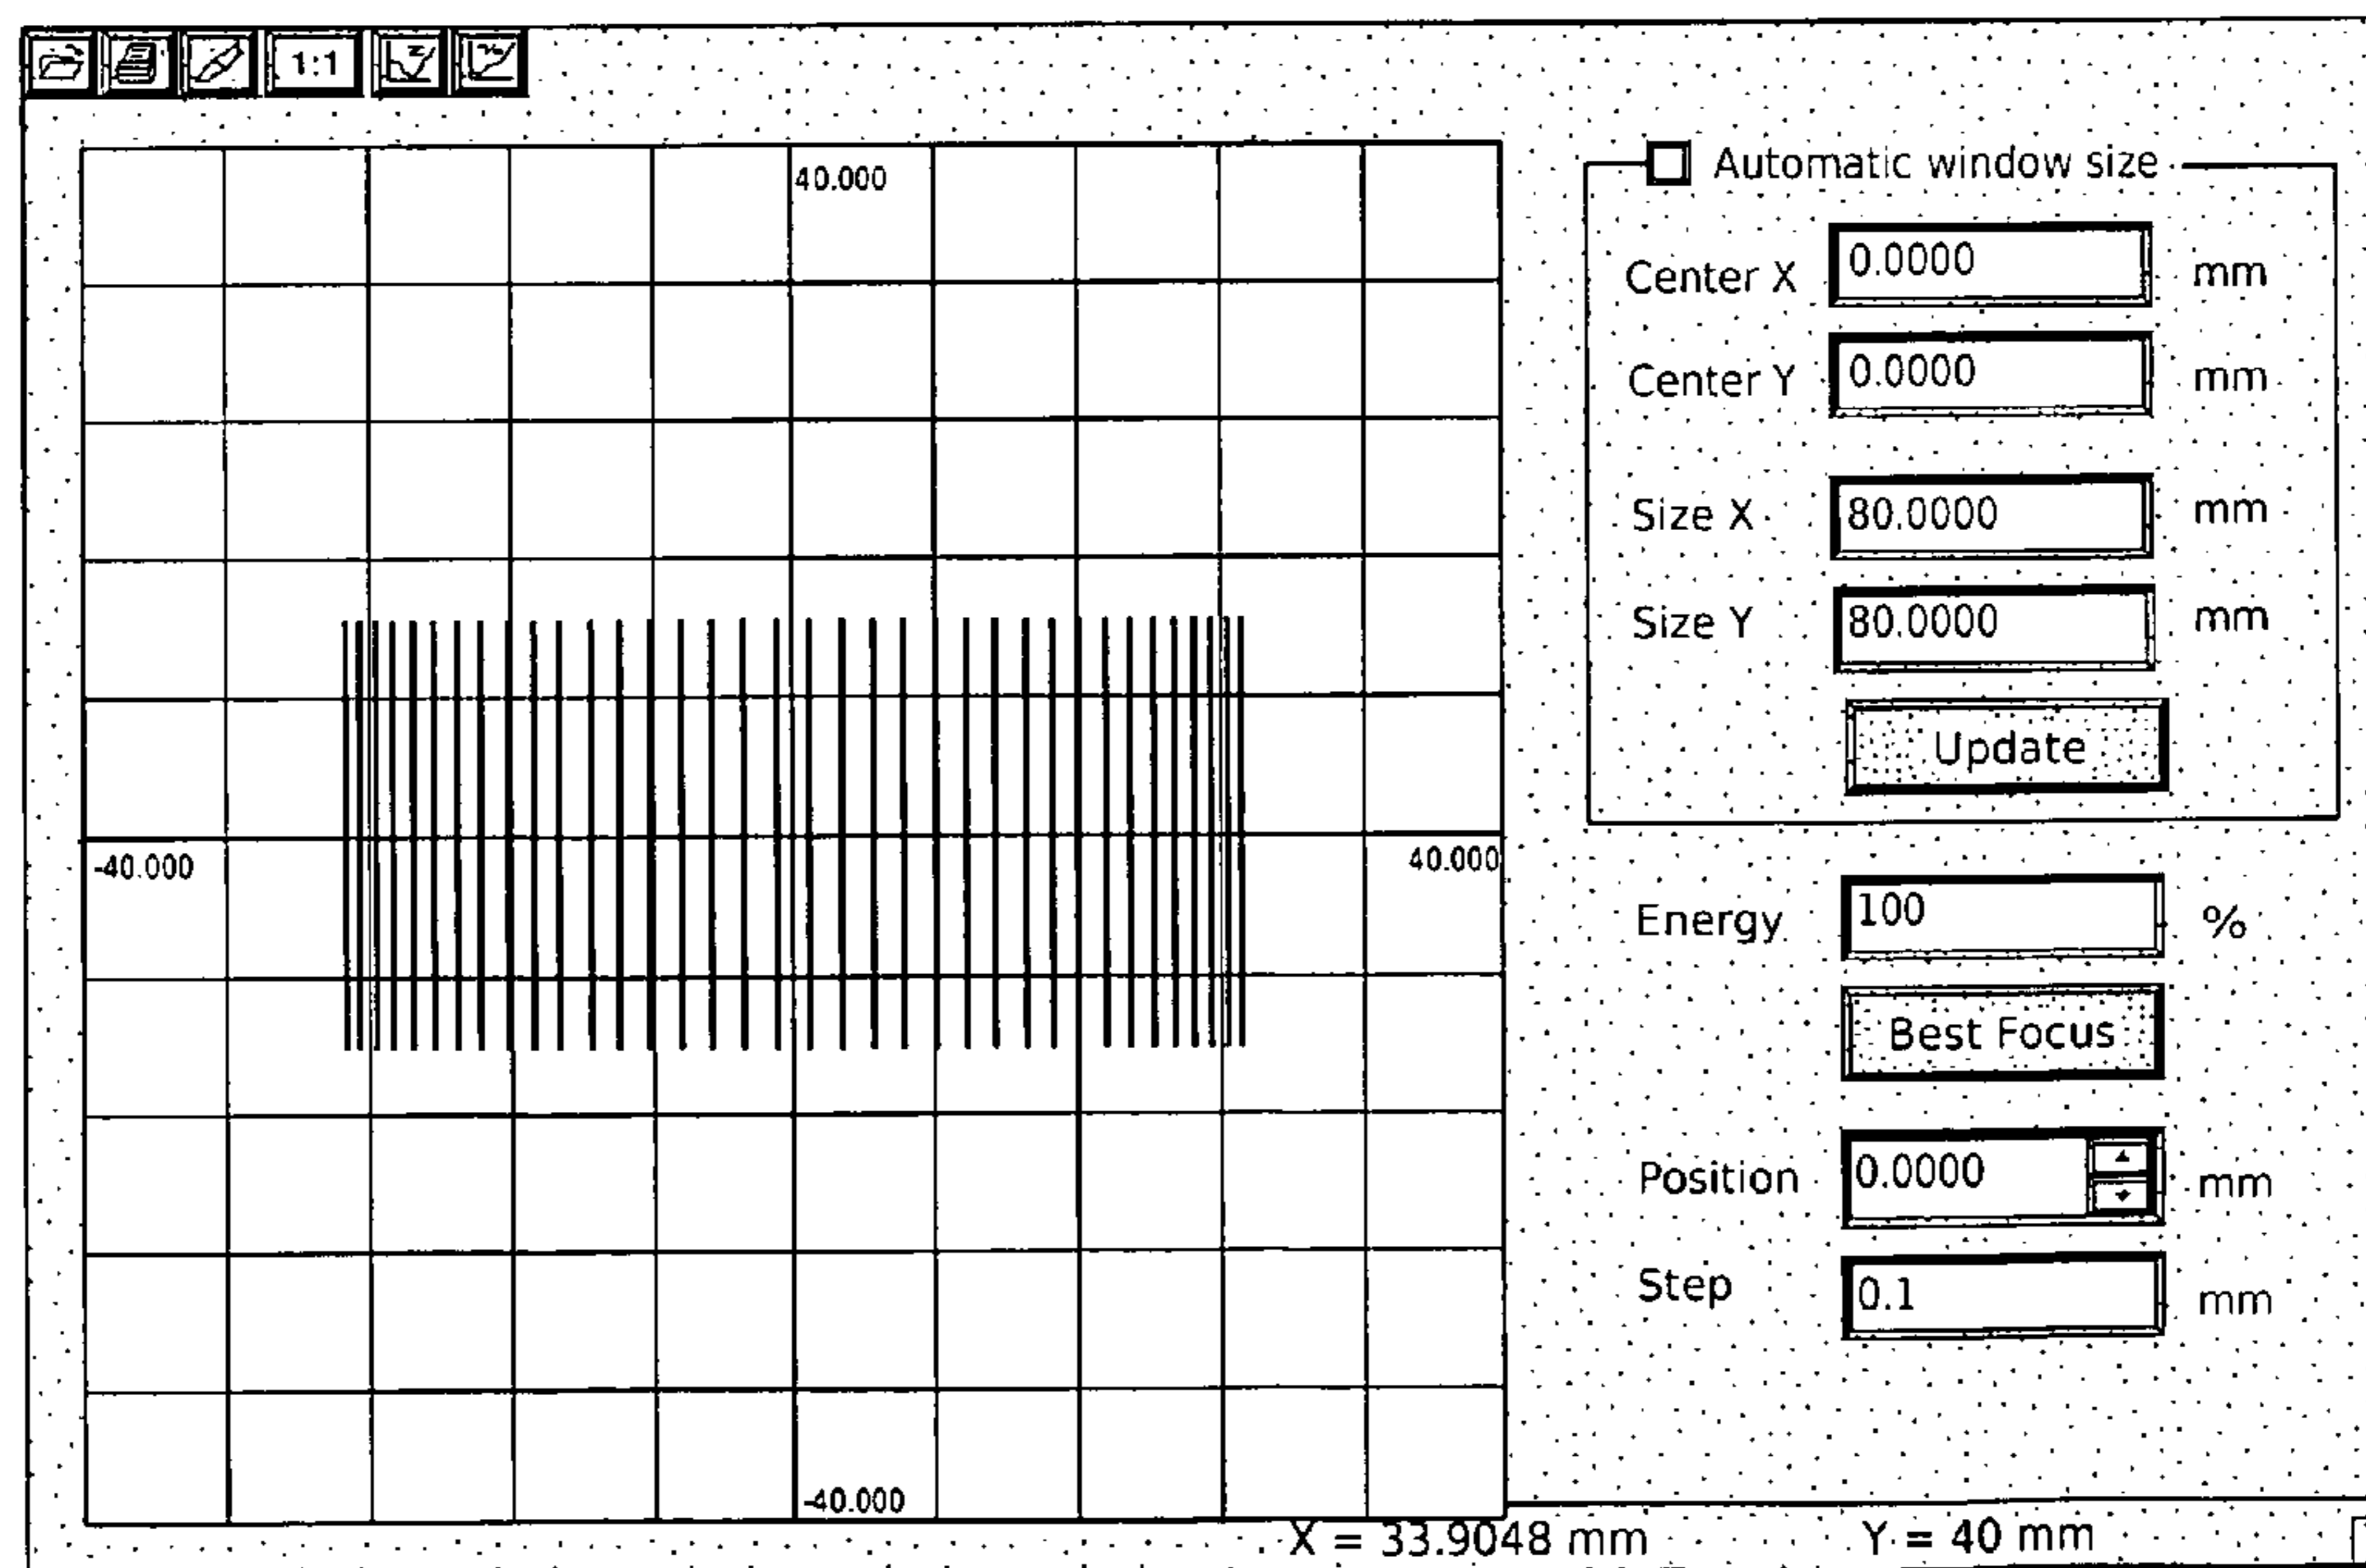 1:1
40.000
-40.000
40.000
-40.000
Automatic window size
Center X 0.0000 mm
Center Y 0.0000 mm
Size X 80.0000 mm
Size Y 80.0000 mm
Update
Energy 100 %
Best Focus
Position 0.0000 mm
Step 0.1 mm
X = 33.9048 mm Y = 40 mm